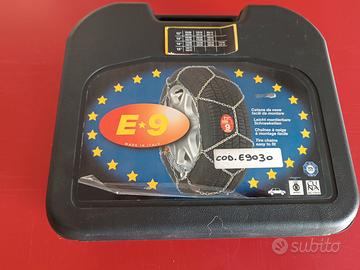 E★9
MADE IN ITALY
Catene da neve
facili da montare
Leicht montierbare
Schneeketten
Chaînes à neige
à montage facile
Tire chains
easy to fit
E★9
COD. E9030
subito